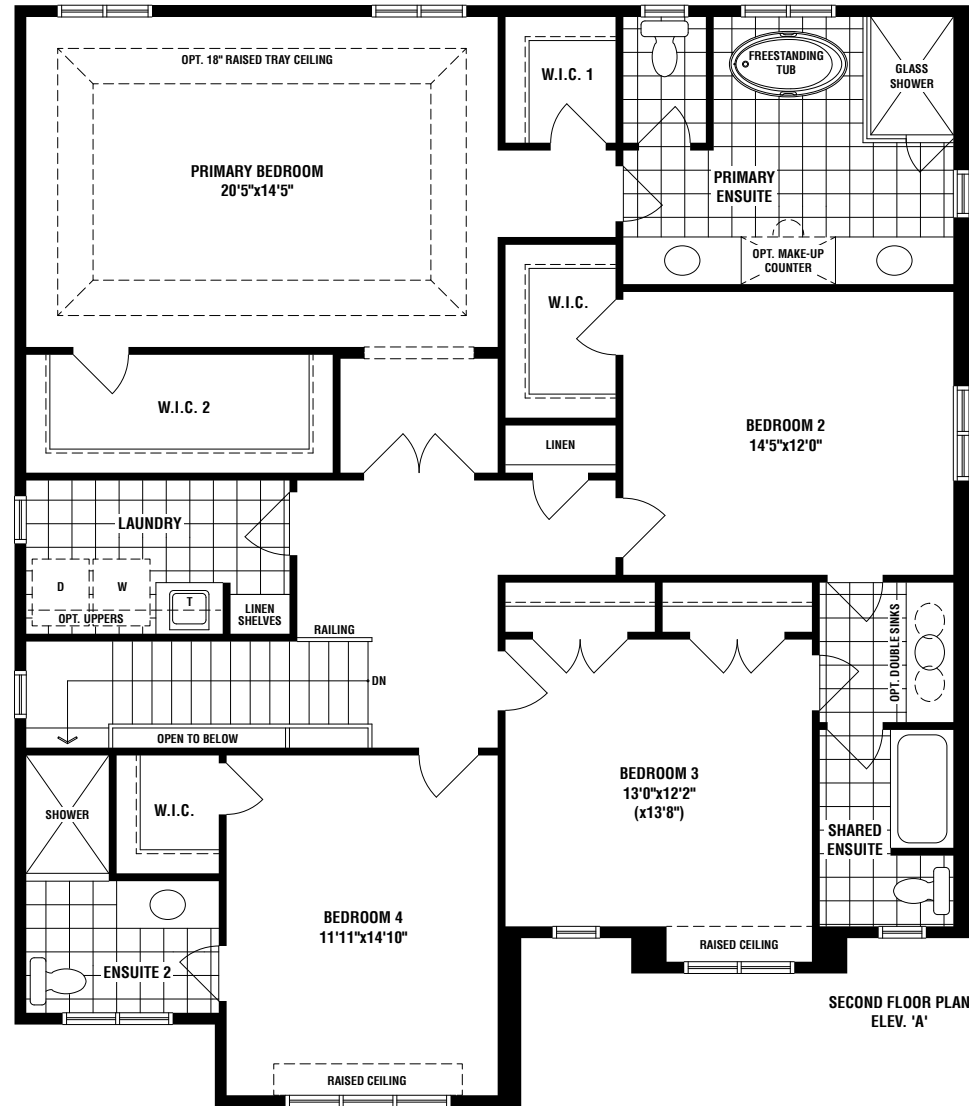 OPT. 18" RAISED TRAY CEILING
W.I.C. 1
FREESTANDING
TUB
GLASS
SHOWER
PRIMARY BEDROOM
20'5"x14'5"
PRIMARY
ENSUITE
OPT. MAKE-UP
COUNTER
W.I.C.
W.I.C. 2
BEDROOM 2
14'5"x12'0"
LINEN
LAUNDRY
D
W
T
OPT. UPPERS
LINEN
SHELVES
RAILING
DN
OPEN TO BELOW
OPT. DOUBLE SINKS
BEDROOM 3
13'0"x12'2"
(x13'8")
SHOWER
W.I.C.
SHARED
ENSUITE
BEDROOM 4
11'11"x14'10"
ENSUITE 2
RAISED CEILING
RAISED CEILING
SECOND FLOOR PLAN
ELEV. 'A'